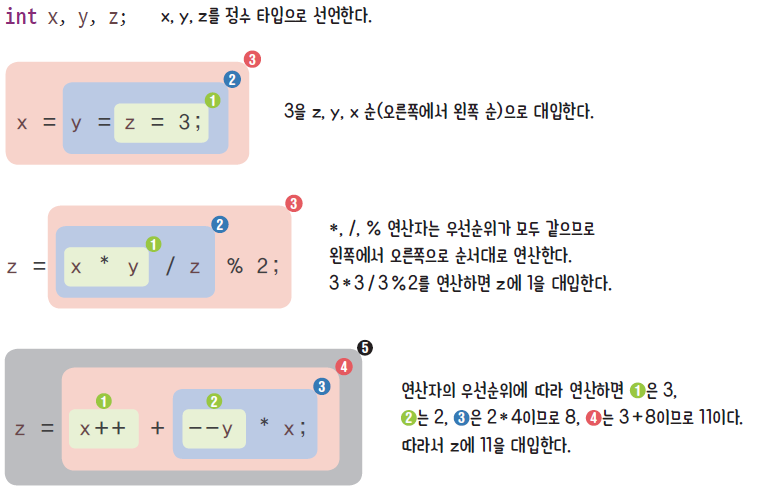 int x, y, z; x, y, z를 정수 타입으로 선언한다.
3
2
1
x = y = z = 3;
3을 z, y, x 순(오른쪽에서 왼쪽 순)으로 대입한다.
3
2
1
z = x * y / z % 2;
*, /, % 연산자는 우선순위가 모두 같으므로
왼쪽에서 오른쪽으로 순서대로 연산한다.
3*3/3%2를 연산하면 z에 1을 대입한다.
5
4
3
1 2
z = x++ + --y * x;
연산자의 우선순위에 따라 연산하면 1은 3,
2는 2, 3은 2*4이므로 8, 4는 3+8이므로 11이다.
따라서 z에 11을 대입한다.